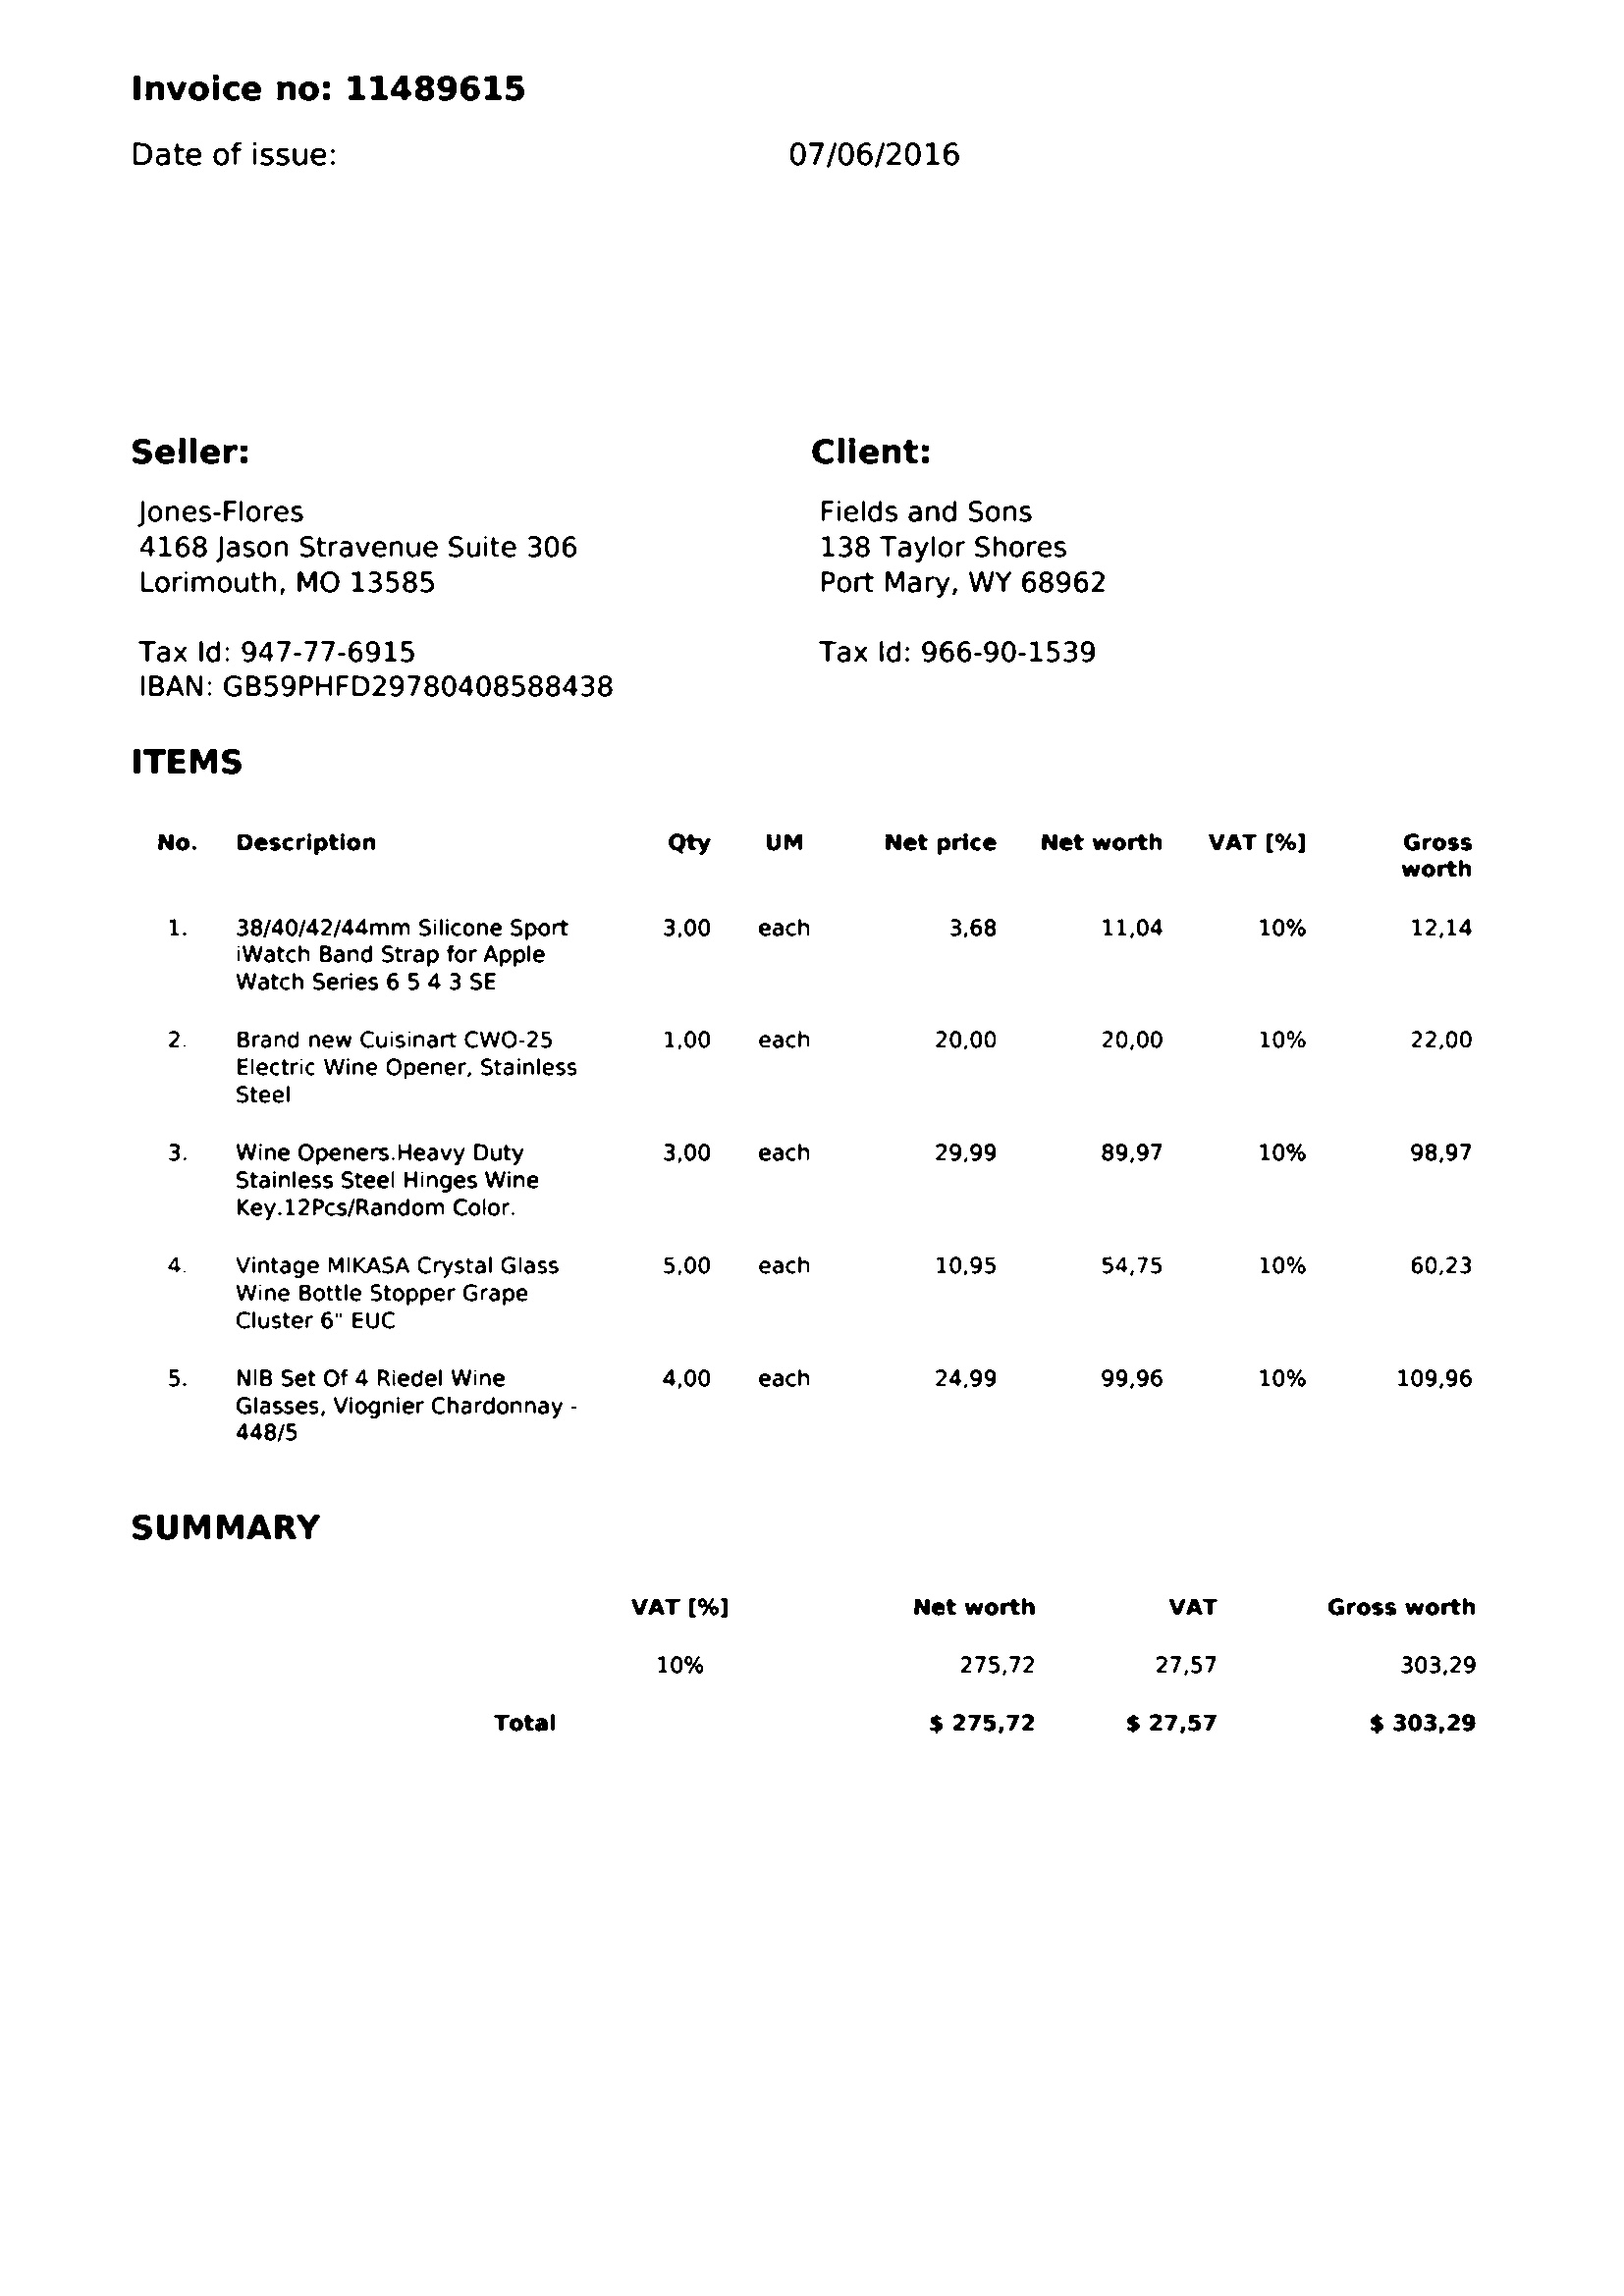 Invoice no: 11489615
Date of issue: 07/06/2016
Seller:
Jones-Flores
4168 Jason Stravenue Suite 306
Lorimouth, MO 13585
Tax Id: 947-77-6915
IBAN: GB59PHFD29780408588438
Client:
Fields and Sons
138 Taylor Shores
Port Mary, WY 68962
Tax Id: 966-90-1539
ITEMS
No. Description Qty UM Net price Net worth VAT [%] Gross
worth
1. 38/40/42/44mm Silicone Sport 3,00 each 3,68 11,04 10% 12,14
iWatch Band Strap for Apple
Watch Series 6 5 4 3 SE
2. Brand new Cuisinart CWO-25 1,00 each 20,00 20,00 10% 22,00
Electric Wine Opener, Stainless
Steel
3. Wine Openers.Heavy Duty 3,00 each 29,99 89,97 10% 98,97
Stainless Steel Hinges Wine
Key.12Pcs/Random Color.
4. Vintage MIKASA Crystal Glass 5,00 each 10,95 54,75 10% 60,23
Wine Bottle Stopper Grape
Cluster 6" EUC
5. NIB Set Of 4 Riedel Wine 4,00 each 24,99 99,96 10% 109,96
Glasses, Viognier Chardonnay -
448/5
SUMMARY
VAT [%] Net worth VAT Gross worth
10% 275,72 27,57 303,29
Total $ 275,72 $ 27,57 $ 303,29